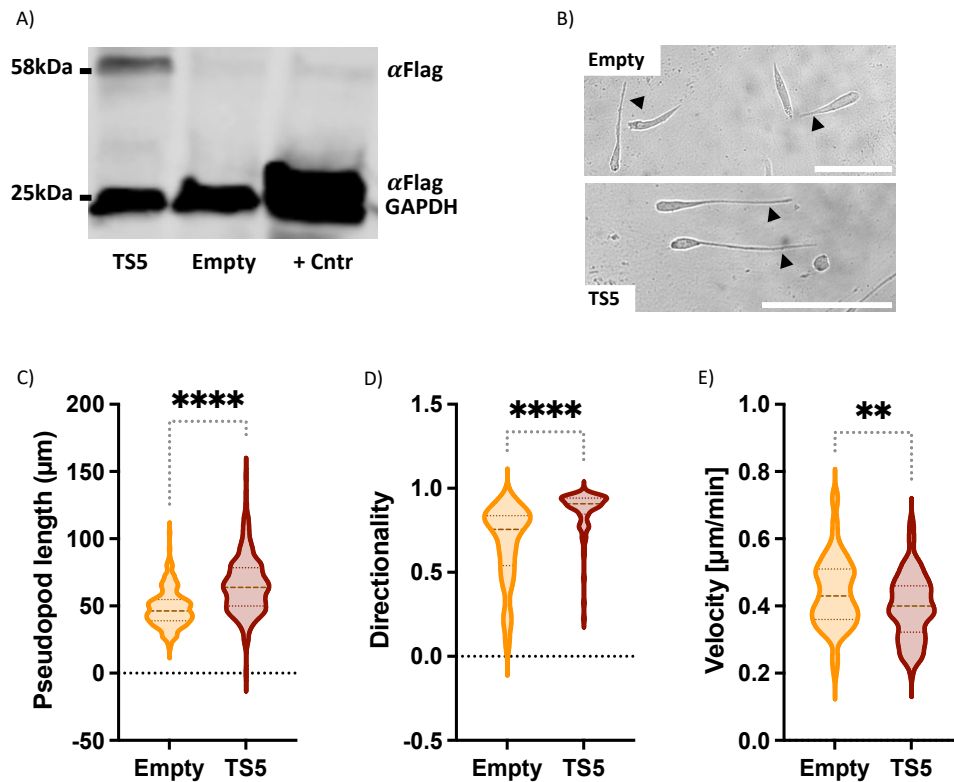 A)
58kDa
αFlag
25kDa
αFlag
GAPDH
TS5 Empty + Cntr
B)
Empty
TS5
C)
Pseudopod length (µm)
200
150
100
50
0
-50
****
Empty TS5
D)
Directionality
1.5
1.0
0.5
0.0
-0.5
****
Empty TS5
E)
Velocity [µm/min]
1.0
0.8
0.6
0.4
0.2
0.0
**
Empty TS5